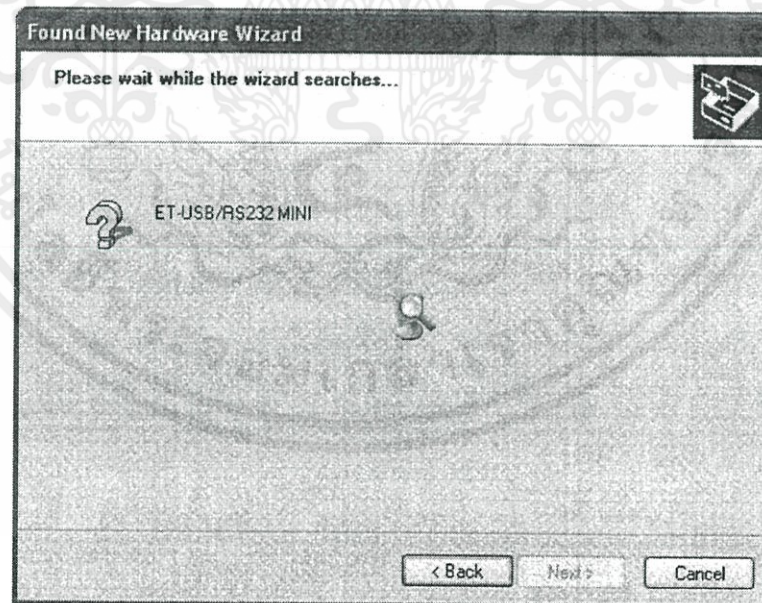 Found New Hardware Wizard
Please wait while the wizard searches...
ET-USB/RS232 MINI
< Back
Next >
Cancel